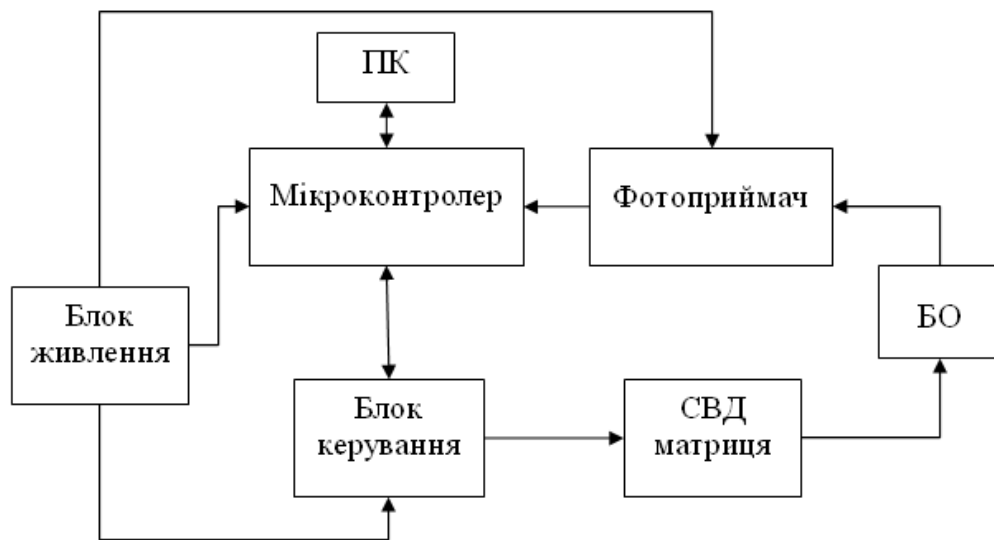 ПК
Мікроконтролер
Фотоприймач
Блок
живлення
БО
Блок
керування
СВД
матриця